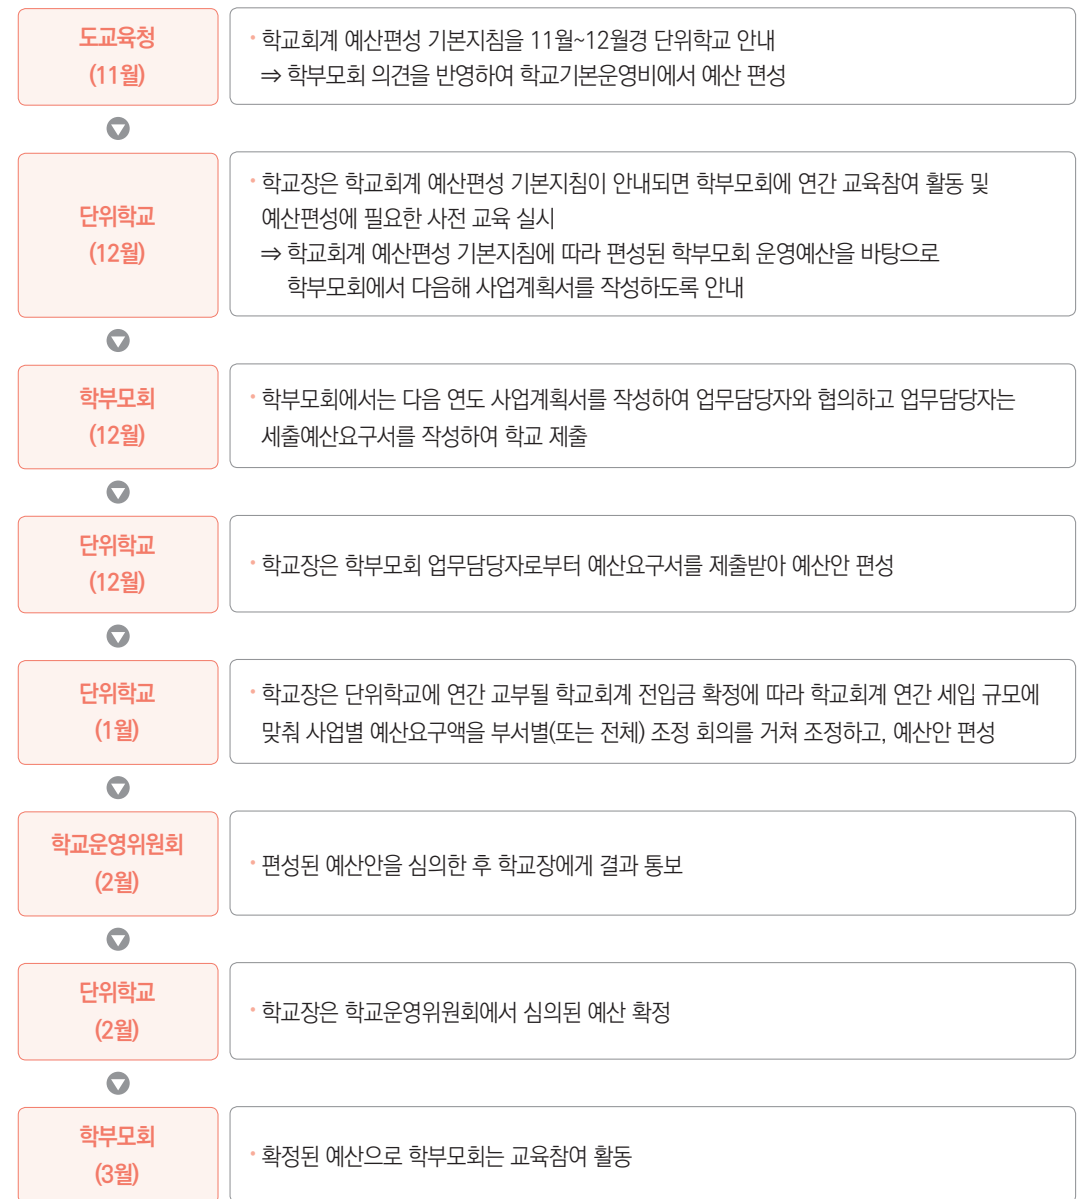 도교육청
(11월)
· 학교회계 예산편성 기본지침을 11월~12월경 단위학교 안내
⇒ 학부모회 의견을 반영하여 학교기본운영비에서 예산 편성
단위학교
(12월)
· 학교장은 학교회계 예산편성 기본지침이 안내되면 학부모회에 연간 교육참여 활동 및
예산편성에 필요한 사전 교육 실시
⇒ 학교회계 예산편성 기본지침에 따라 편성된 학부모회 운영예산을 바탕으로
학부모회에서 다음해 사업계획서를 작성하도록 안내
학부모회
(12월)
· 학부모회에서는 다음 연도 사업계획서를 작성하여 업무담당자와 협의하고 업무담당자는
세출예산요구서를 작성하여 학교 제출
단위학교
(12월)
· 학교장은 학부모회 업무담당자로부터 예산요구서를 제출받아 예산안 편성
단위학교
(1월)
· 학교장은 단위학교에 연간 교부될 학교회계 전입금 확정에 따라 학교회계 연간 세입 규모에
맞춰 사업별 예산요구액을 부서별(또는 전체) 조정 회의를 거쳐 조정하고, 예산안 편성
학교운영위원회
(2월)
· 편성된 예산안을 심의한 후 학교장에게 결과 통보
단위학교
(2월)
· 학교장은 학교운영위원회에서 심의된 예산 확정
학부모회
(3월)
· 확정된 예산으로 학부모회는 교육참여 활동